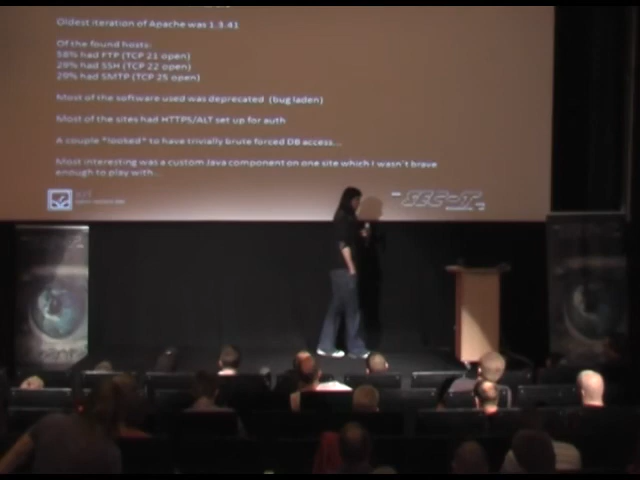 Oldest iteration of Apache was 1.3.41
Of the found hosts:
58% had FTP (TCP 21 open)
29% had SSH (TCP 22 open)
29% had SMTP (TCP 25 open)
Most of the software used was deprecated (bug laden)
Most of the sites had HTTPS/ALT set up for auth
A couple *looked* to have trivially brute forced DB access...
Most interesting was a custom Java component on one site which I wasn't brave
enough to play with...
SEC-T